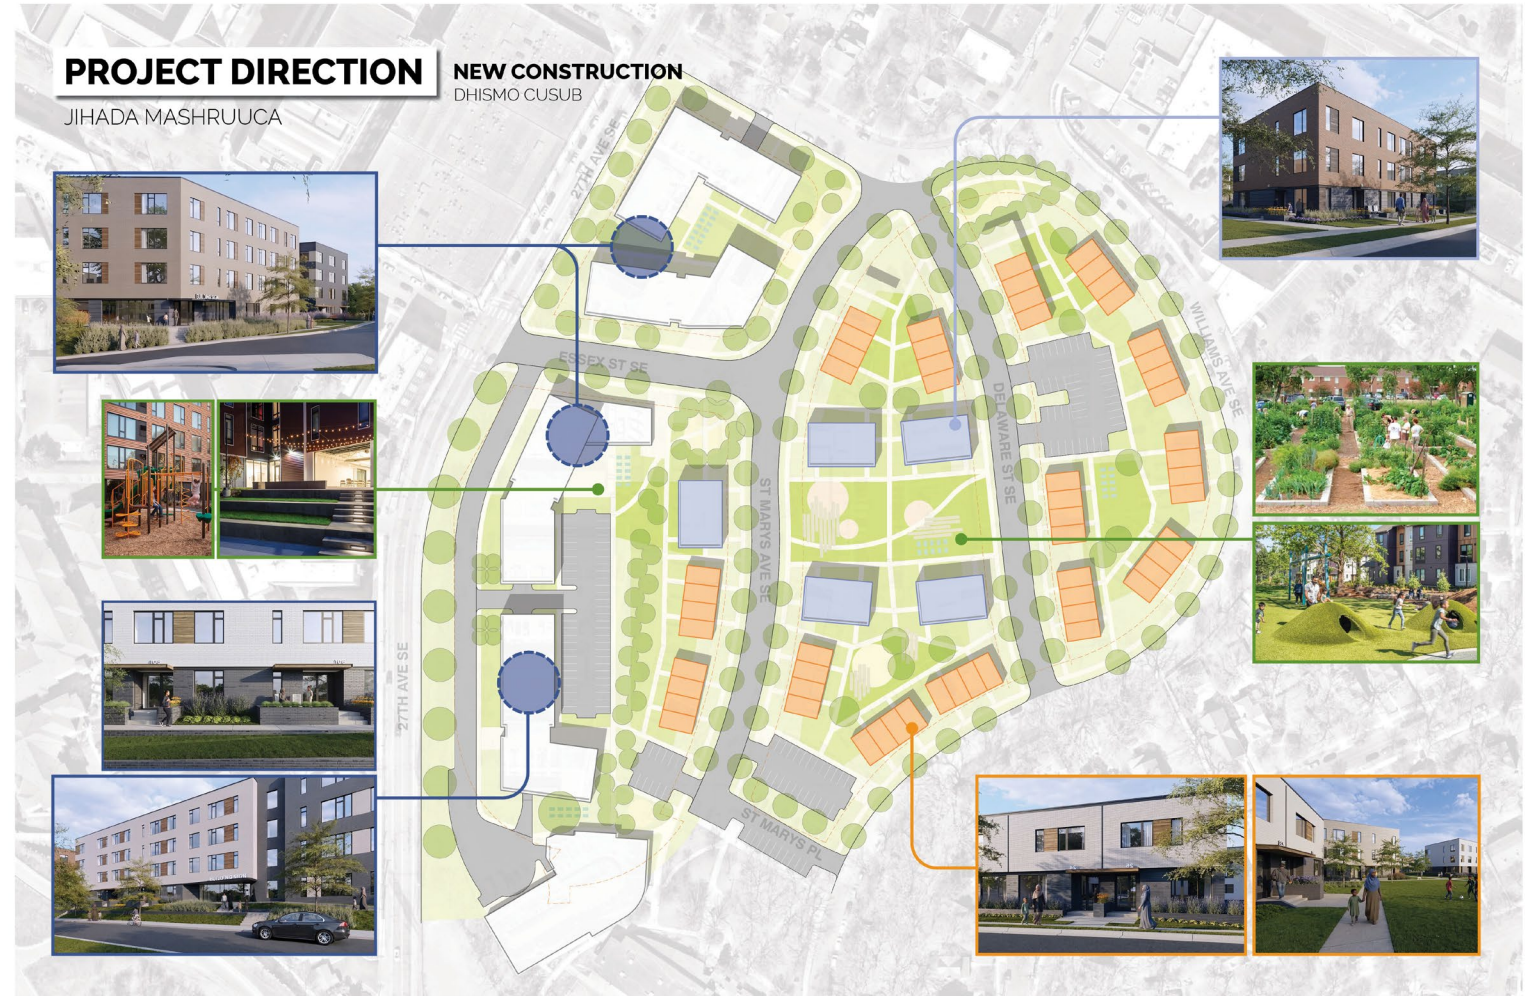 PROJECT DIRECTION
JIHADA MASHRUUCA
NEW CONSTRUCTION
DHISMO CUSUB
27TH AVE SE
ESSEX ST SE
WILLIAMS AVE SE
DELAWARE ST SE
ST MARYS AVE SE
27TH AVE SE
ST MARYS PL